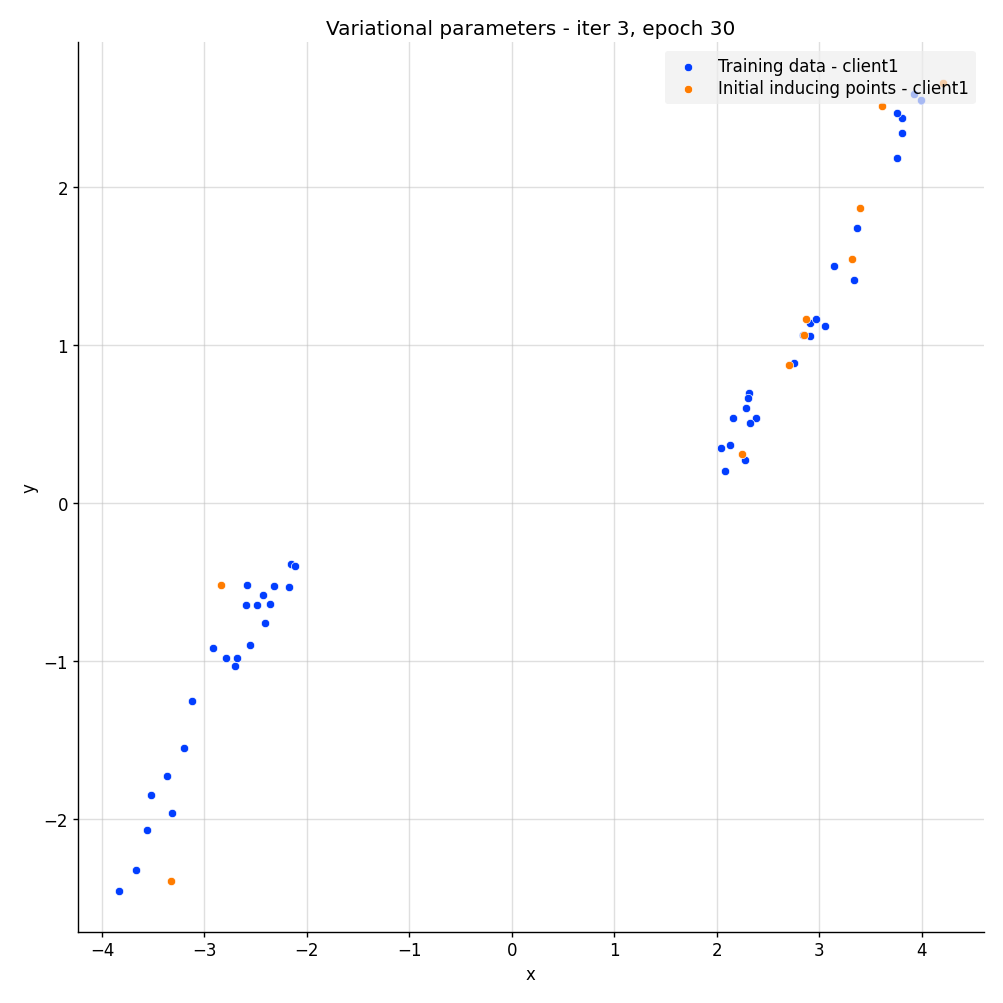 Variational parameters - iter 3, epoch 30
Training data - client1
Initial inducing points - client1
2
1
0
−1
−2
y
−4 −3 −2 −1 0 1 2 3 4
x